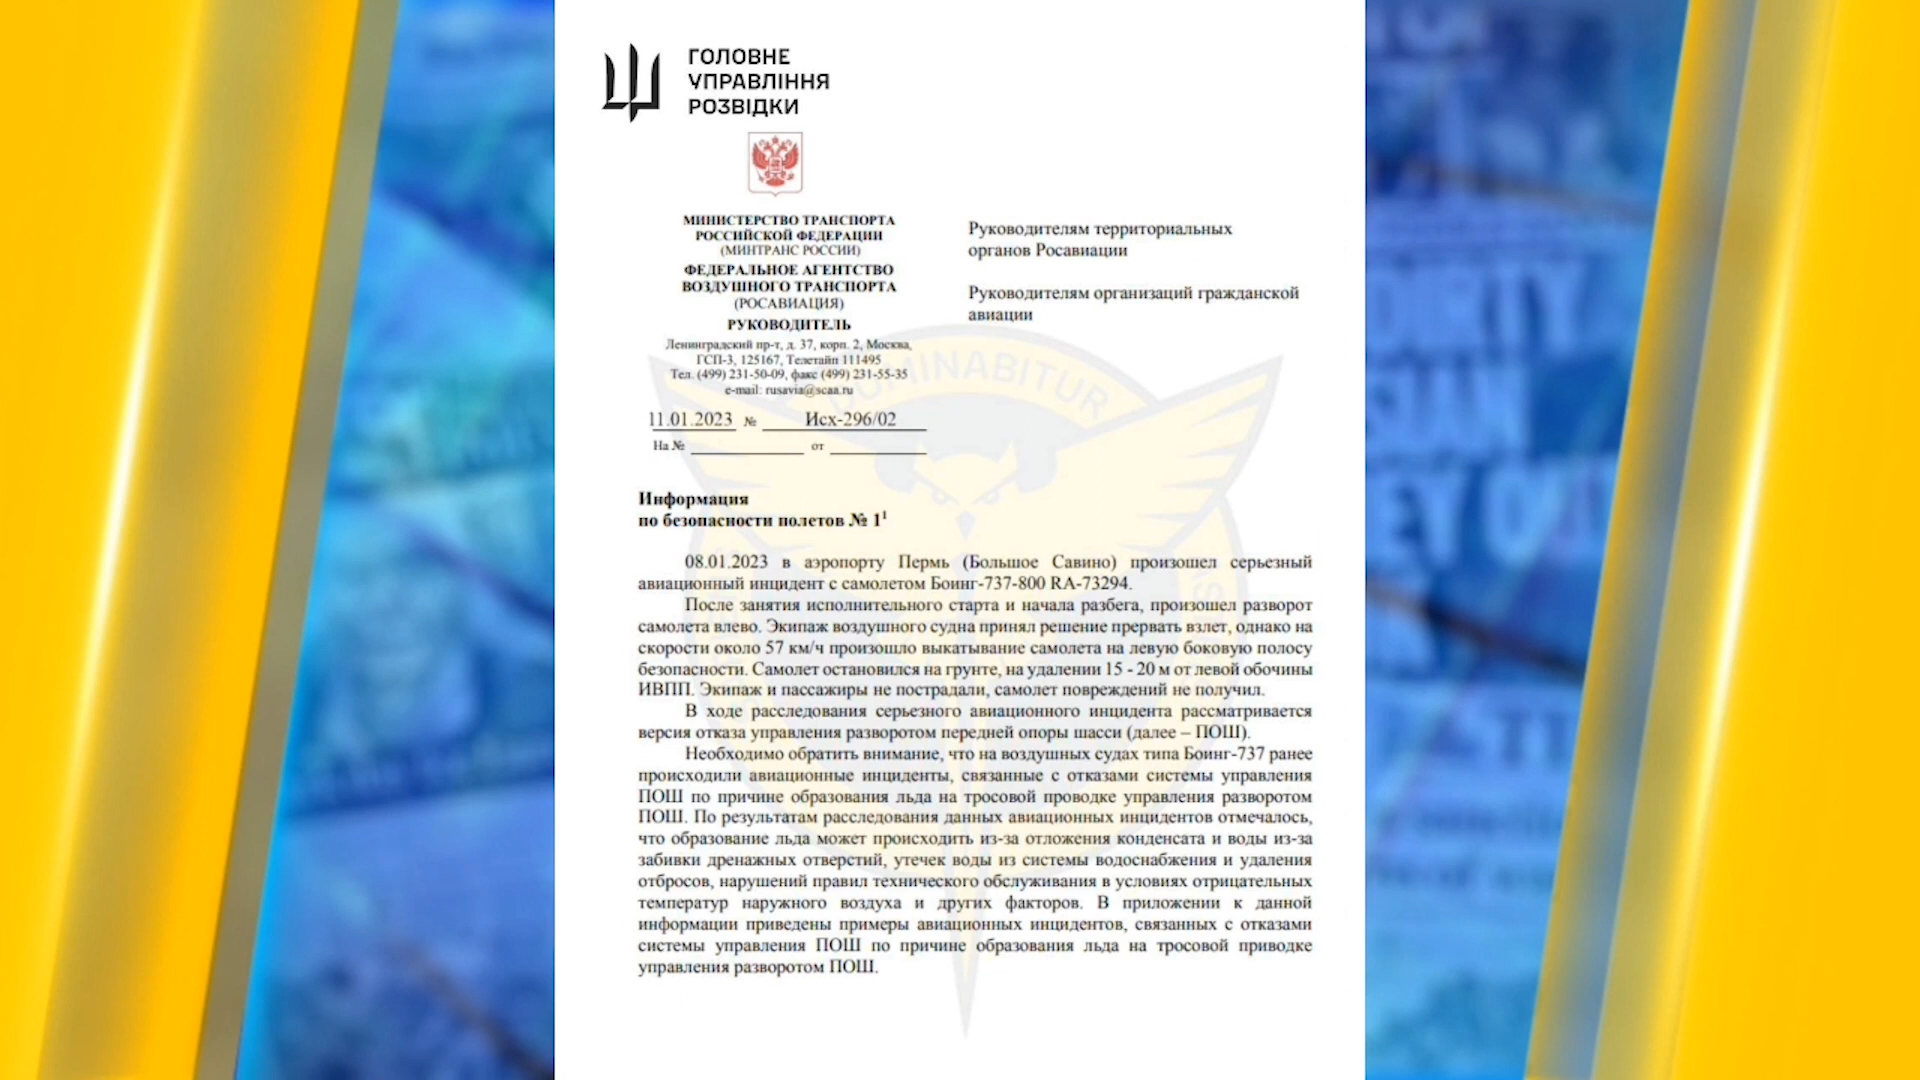 ГОЛОВНЕ
УПРАВЛІННЯ
РОЗВІДКИ
МИНИСТЕРСТВО ТРАНСПОРТА
РОССИЙСКОЙ ФЕДЕРАЦИИ
(МИНТРАНС РОССИИ)
ФЕДЕРАЛЬНОЕ АГЕНТСТВО
ВОЗДУШНОГО ТРАНСПОРТА
(РОСАВИАЦИЯ)
РУКОВОДИТЕЛЬ
Ленинградский пр-т, д. 37, корп. 2, Москва,
ГСП-3, 125167, Телетайп 111495
Тел. (499) 231-50-09, факс (499) 231-55-35
e-mail: rusavia@scaa.ru
11.01.2023 № Исх-296/02
На № от
Руководителям территориальных
органов Росавиации
Руководителям организаций гражданской
авиации
Информация
по безопасности полетов № 1¹
08.01.2023 в аэропорту Пермь (Большое Савино) произошел серьезный
авиационный инцидент с самолетом Боинг-737-800 RA-73294.
После занятия исполнительного старта и начала разбега, произошел разворот
самолета влево. Экипаж воздушного судна принял решение прервать взлет, однако на
скорости около 57 км/ч произошло выкатывание самолета на левую боковую полосу
безопасности. Самолет остановился на грунте, на удалении 15 - 20 м от левой обочины
ИВПП. Экипаж и пассажиры не пострадали, самолет повреждений не получил.
В ходе расследования серьезного авиационного инцидента рассматривается
версия отказа управления разворотом передней опоры шасси (далее – ПОШ).
Необходимо обратить внимание, что на воздушных судах типа Боинг-737 ранее
происходили авиационные инциденты, связанные с отказами системы управления
ПОШ по причине образования льда на тросовой проводке управления разворотом
ПОШ. По результатам расследования данных авиационных инцидентов отмечалось,
что образование льда может происходить из-за отложения конденсата и воды из-за
забивки дренажных отверстий, утечек воды из системы водоснабжения и удаления
отбросов, нарушений правил технического обслуживания в условиях отрицательных
температур наружного воздуха и других факторов. В приложении к данной
информации приведены примеры авиационных инцидентов, связанных с отказами
системы управления ПОШ по причине образования льда на тросовой приводке
управления разворотом ПОШ.